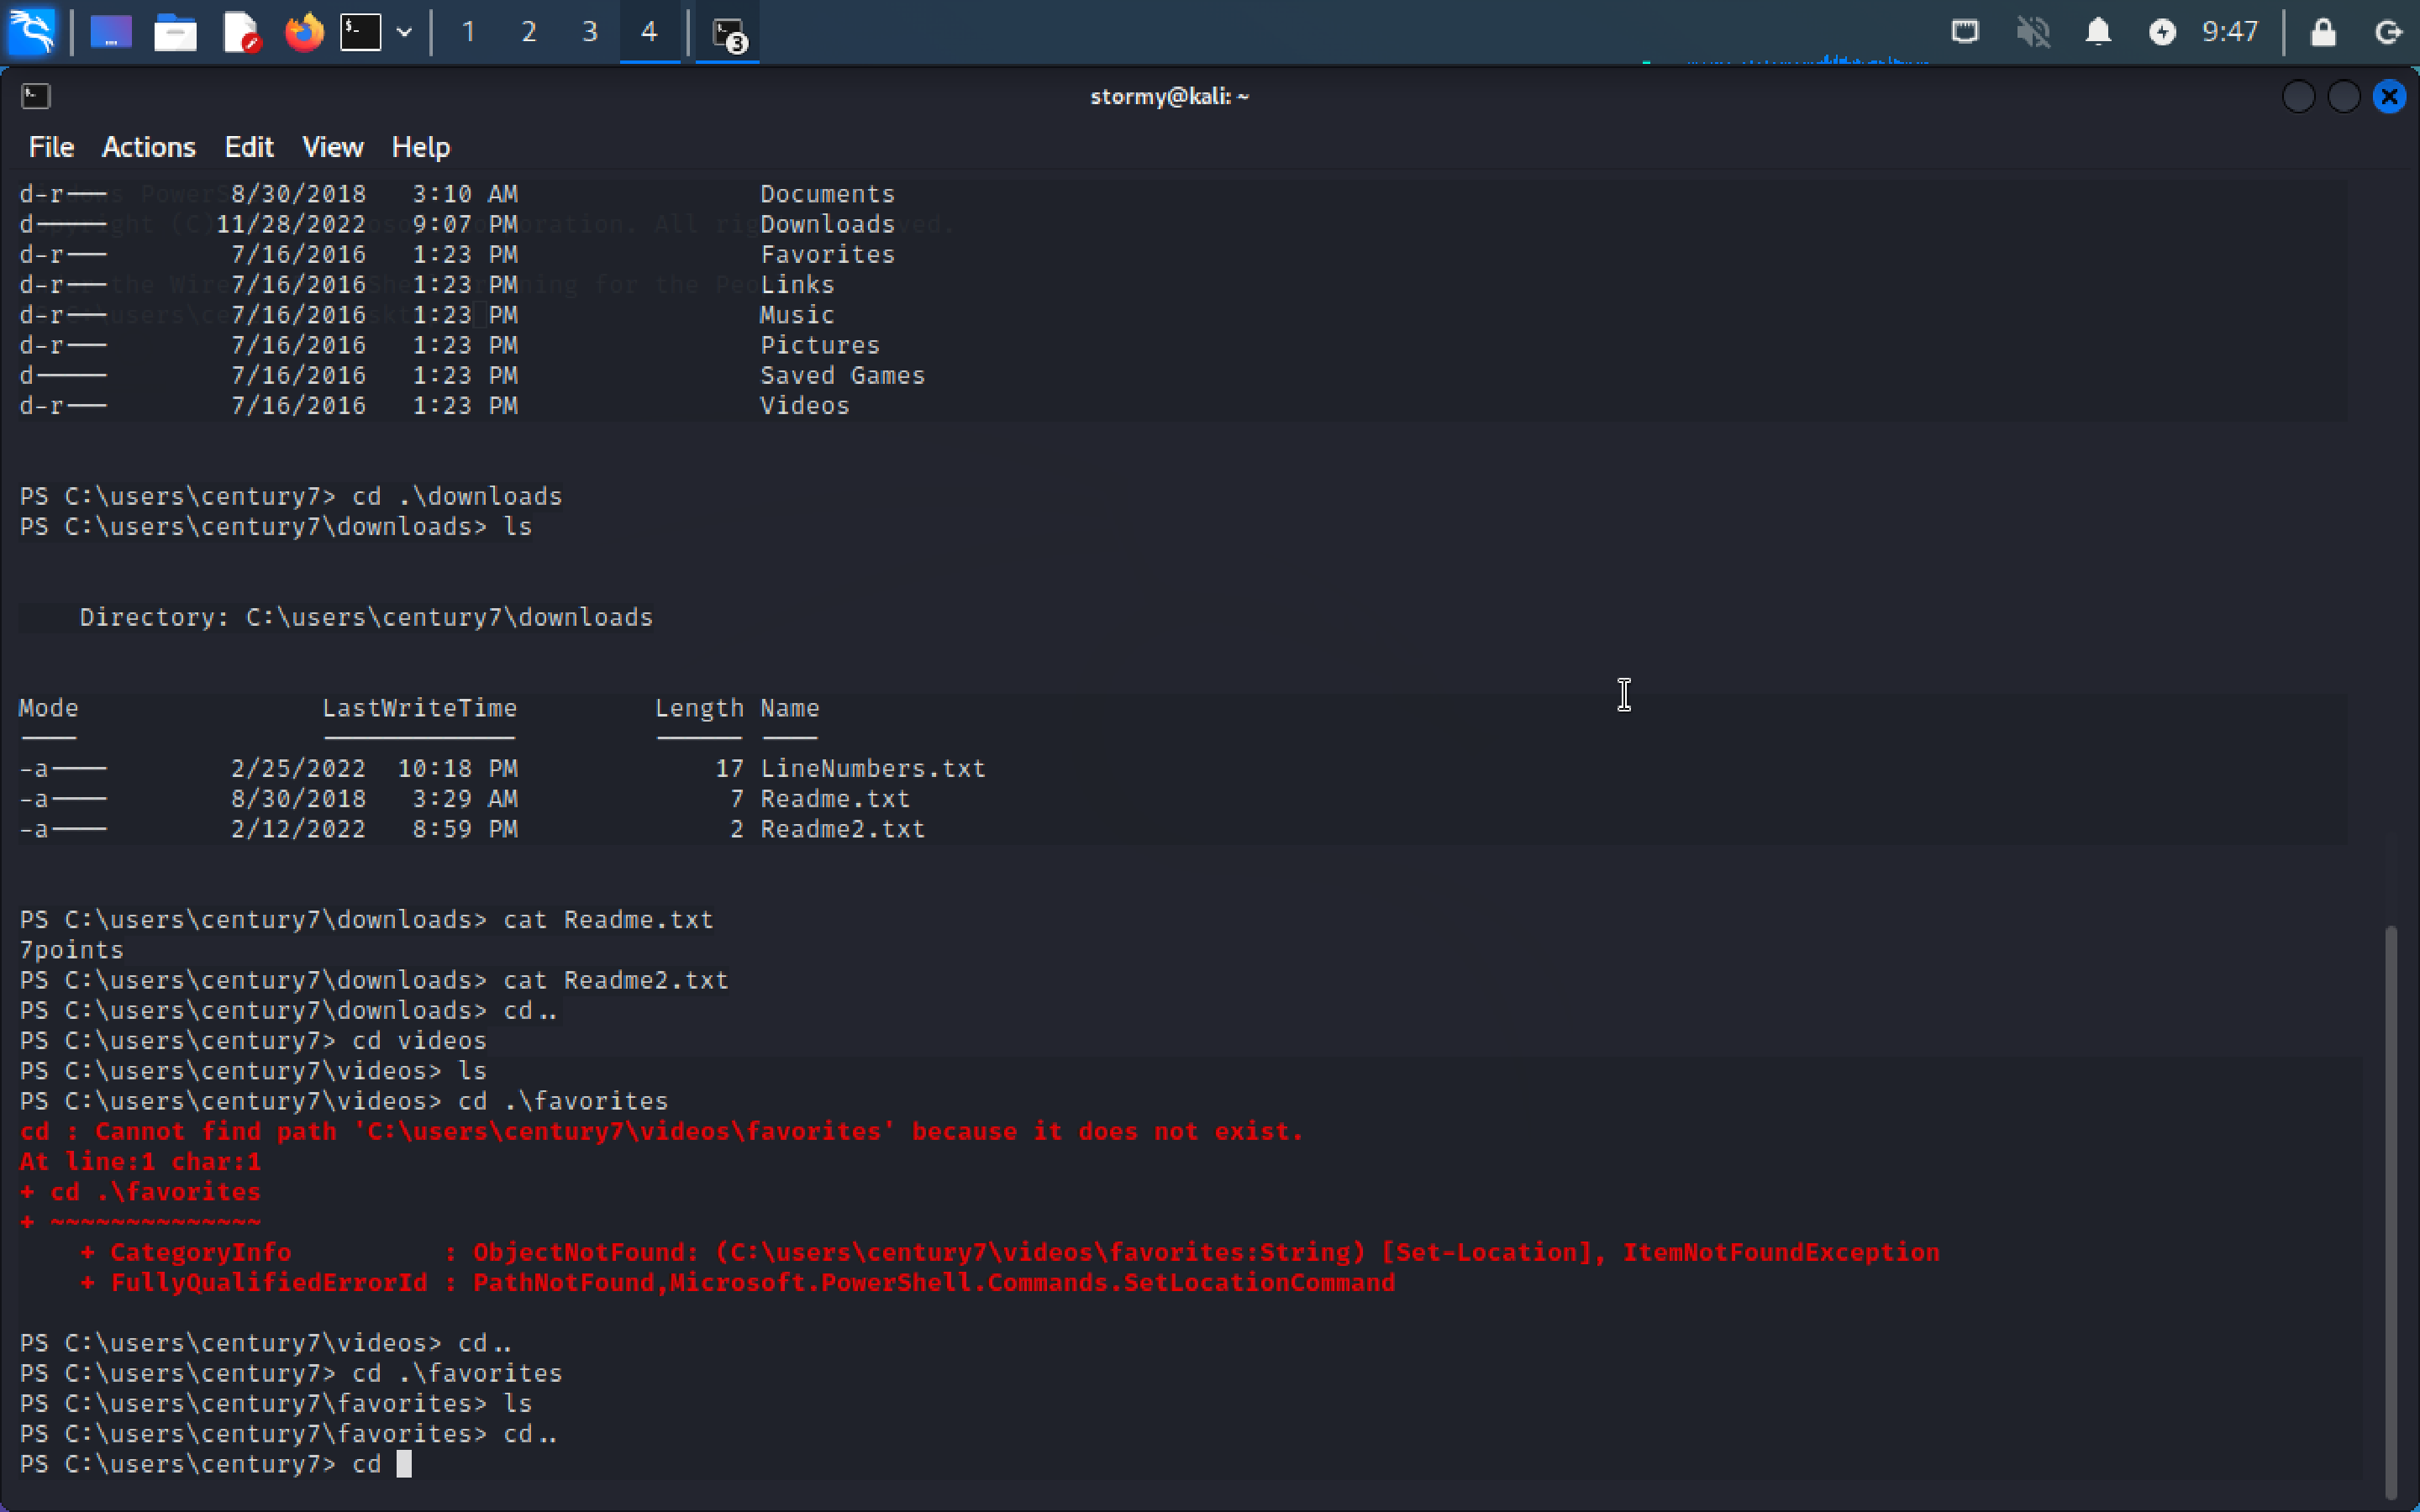 1 2 3 4 3 9:47
stormy@kali: ~
File Actions Edit View Help
d-r--- 8/30/2018 3:10 AM Documents
d----- 11/28/2022 9:07 PM Downloads
d-r--- 7/16/2016 1:23 PM Favorites
d-r--- 7/16/2016 1:23 PM Links
d-r--- 7/16/2016 1:23 PM Music
d-r--- 7/16/2016 1:23 PM Pictures
d----- 7/16/2016 1:23 PM Saved Games
d-r--- 7/16/2016 1:23 PM Videos
PS C:\users\century7> cd .\downloads
PS C:\users\century7\downloads> ls
Directory: C:\users\century7\downloads
Mode LastWriteTime Length Name
---- ------------- ------ ----
-a---- 2/25/2022 10:18 PM 17 LineNumbers.txt
-a---- 8/30/2018 3:29 AM 7 Readme.txt
-a---- 2/12/2022 8:59 PM 2 Readme2.txt
PS C:\users\century7\downloads> cat Readme.txt
7points
PS C:\users\century7\downloads> cat Readme2.txt
PS C:\users\century7\downloads> cd..
PS C:\users\century7> cd videos
PS C:\users\century7\videos> ls
PS C:\users\century7\videos> cd .\favorites
cd : Cannot find path 'C:\users\century7\videos\favorites' because it does not exist.
At line:1 char:1
+ cd .\favorites
+ ~~~~~~~~~~~~~~
+ CategoryInfo : ObjectNotFound: (C:\users\century7\videos\favorites:String) [Set-Location], ItemNotFoundException
+ FullyQualifiedErrorId : PathNotFound,Microsoft.PowerShell.Commands.SetLocationCommand
PS C:\users\century7\videos> cd..
PS C:\users\century7> cd .\favorites
PS C:\users\century7\favorites> ls
PS C:\users\century7\favorites> cd..
PS C:\users\century7> cd